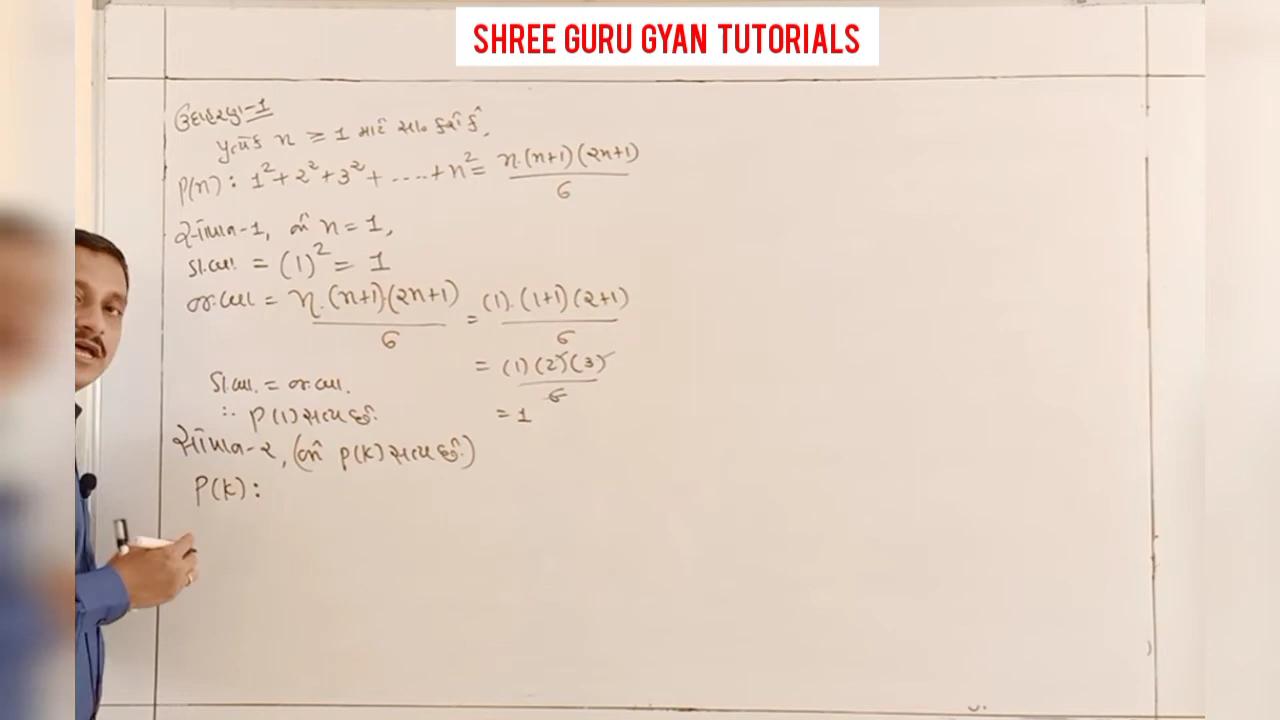 SHREE GURU GYAN TUTORIALS
ઉદાહરણ-1
પ્રત્યેક n ≥ 1 માટે સાબિત કરો કે,
P(n) : 1² + 2² + 3² + ..... + n² = n.(n+1)(2n+1) / 6
સોપાન-1, જો n = 1,
ડા.બા. = (1)² = 1
જ.બા = n.(n+1).(2n+1) / 6 = (1).(1+1)(2+1) / 6
= (1)(2)(3) / 6
ડા.બા. = જ.બા.
= 1
∴ P(1) સત્ય છે.
સોપાન-2, (જો P(k) સત્ય છે.)
P(k) :